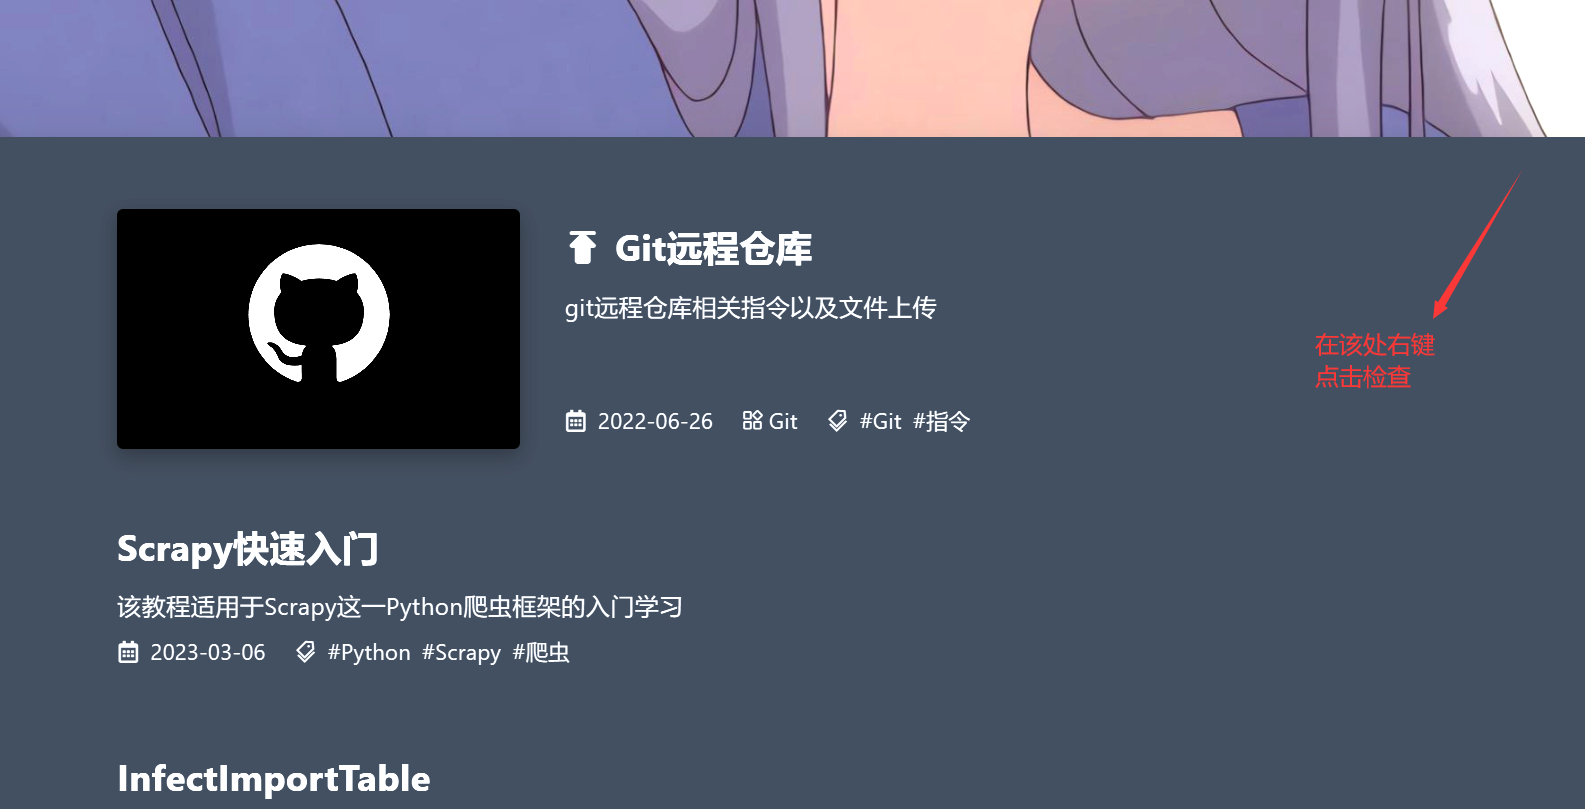 Git远程仓库
git远程仓库相关指令以及文件上传
在该处右键
点击检查
2022-06-26 Git #Git #指令
Scrapy快速入门
该教程适用于Scrapy这一Python爬虫框架的入门学习
2023-03-06 #Python #Scrapy #爬虫
InfectImportTable